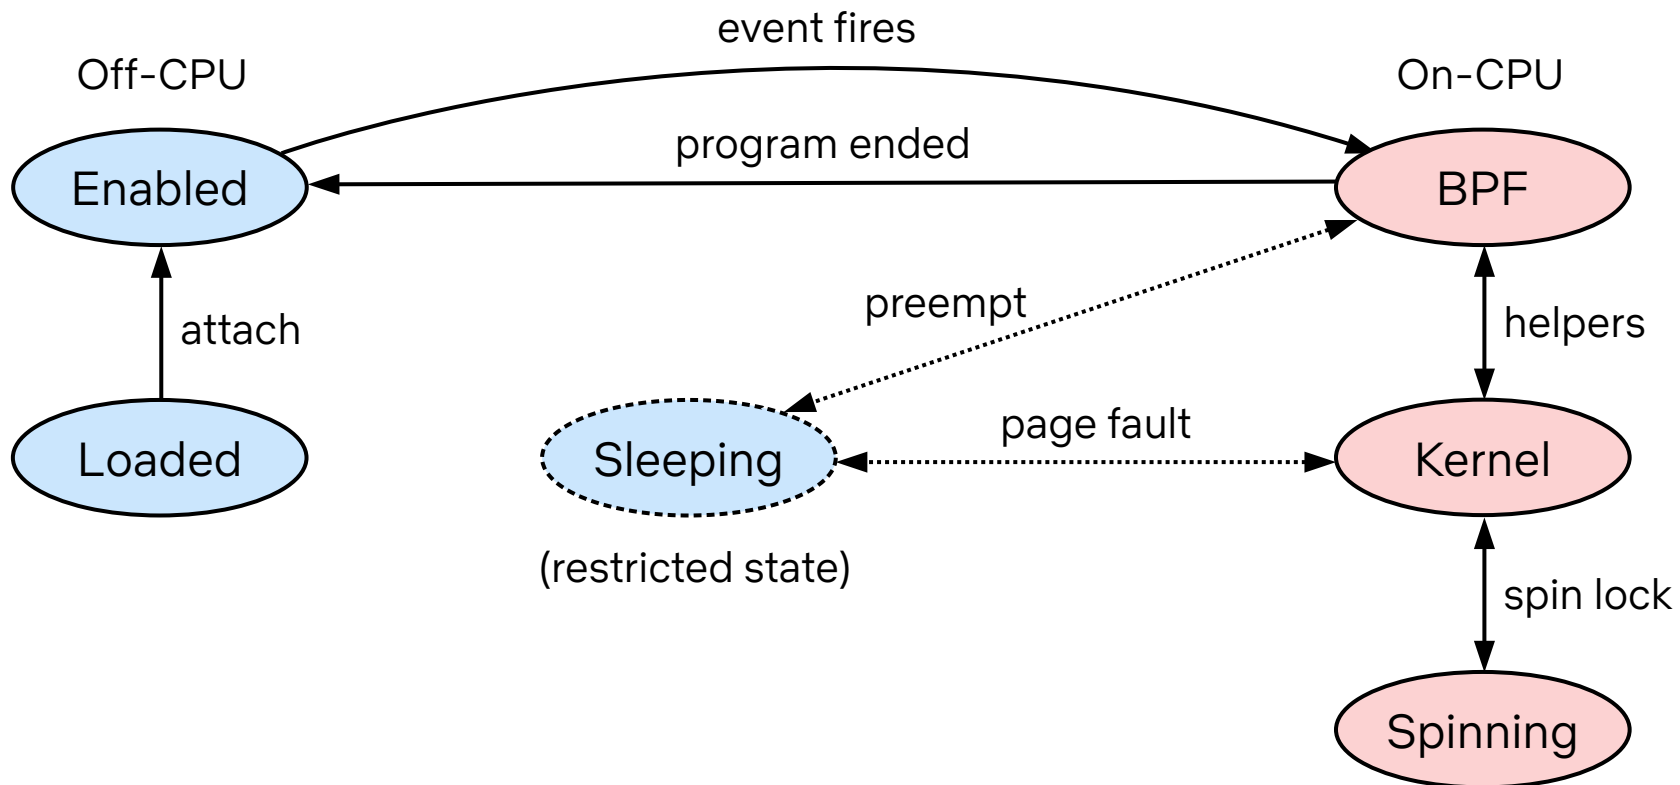 event fires
Off-CPU
On-CPU
program ended
Enabled
BPF
preempt
attach
helpers
page fault
Loaded
Sleeping
Kernel
(restricted state)
spin lock
Spinning